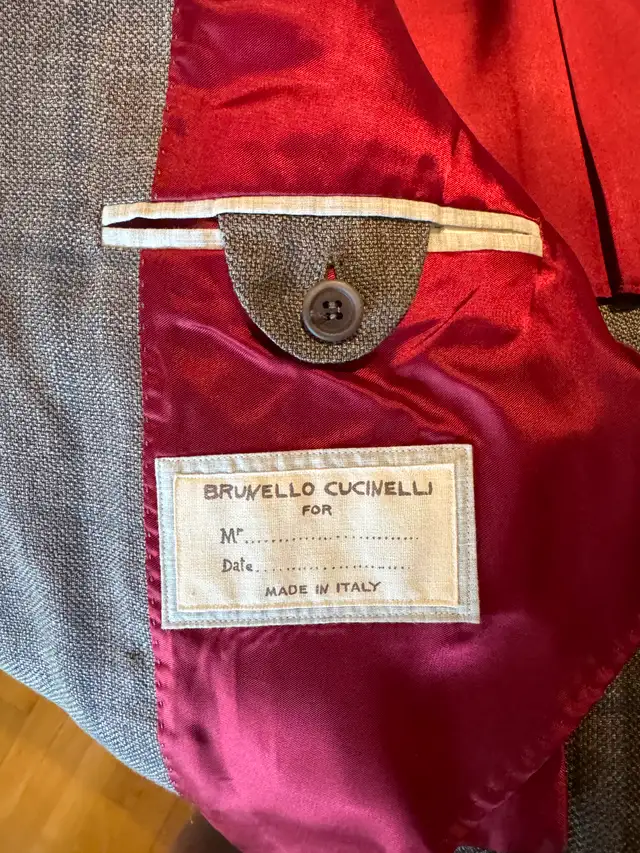 BRUNELLO CUCINELLI
FOR
Mr..............................
Date...........................
MADE IN ITALY